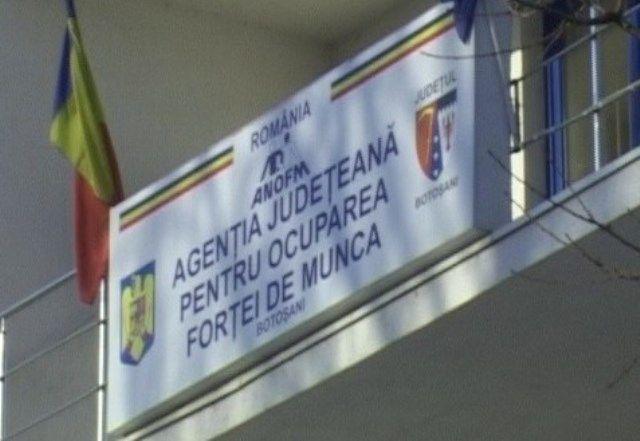 ROMÂNIA
ANOFM
AGENȚIA JUDEȚEANĂ
PENTRU OCUPAREA
FORȚEI DE MUNCA
BOTOȘANI
JUDEȚUL
BOTOȘANI